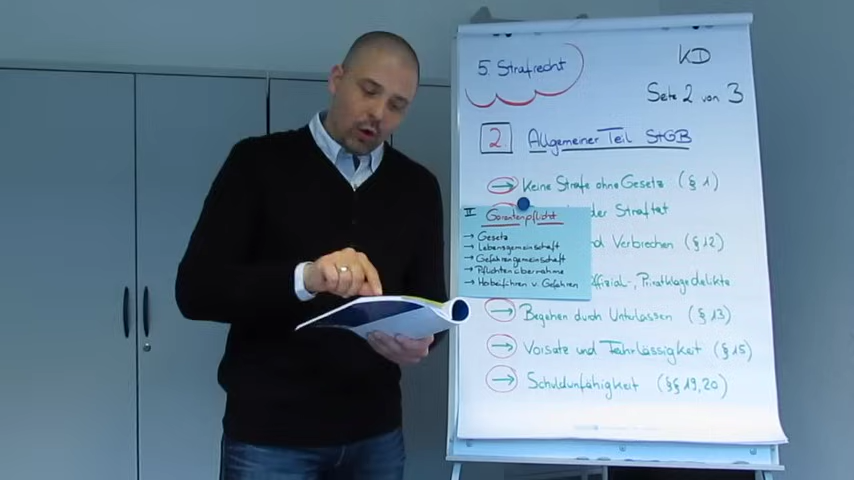 5. Strafrecht
KD
Seite 2 von 3
2 Allgemeiner Teil StGB
→ Keine Strafe ohne Gesetz (§ 1)
der Straftat
und Verbrechen (§ 12)
Offizial-, Privatklagedelikte
→ Begehen durch Unterlassen (§ 13)
→ Vorsatz und Fahrlässigkeit (§ 15)
→ Schuldunfähigkeit (§§ 19, 20)
II Garantenpflicht
→ Gesetz
→ Lebensgemeinschaft
→ Gefahrengemeinschaft
→ Pflichtenübernahme
→ Herbeiführen v. Gefahren